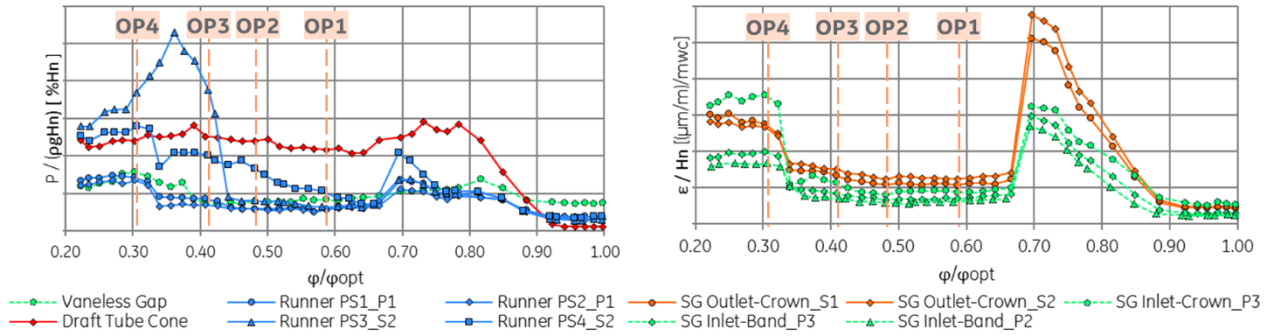 OP4 OP3 OP2 OP1
P / (ρgHn) [ %Hn]
0.20 0.30 0.40 0.50 0.60 0.70 0.80 0.90 1.00
φ/φopt
OP4 OP3 OP2 OP1
ε / Hn [(μm/m)/mwc)
0.20 0.30 0.40 0.50 0.60 0.70 0.80 0.90 1.00
φ/φopt
Vaneless Gap Runner PS1_P1 Runner PS2_P1 SG Outlet-Crown_S1 SG Outlet-Crown_S2 SG Inlet-Crown_P3
Draft Tube Cone Runner PS3_S2 Runner PS4_S2 SG Inlet-Band_P3 SG Inlet-Band_P2